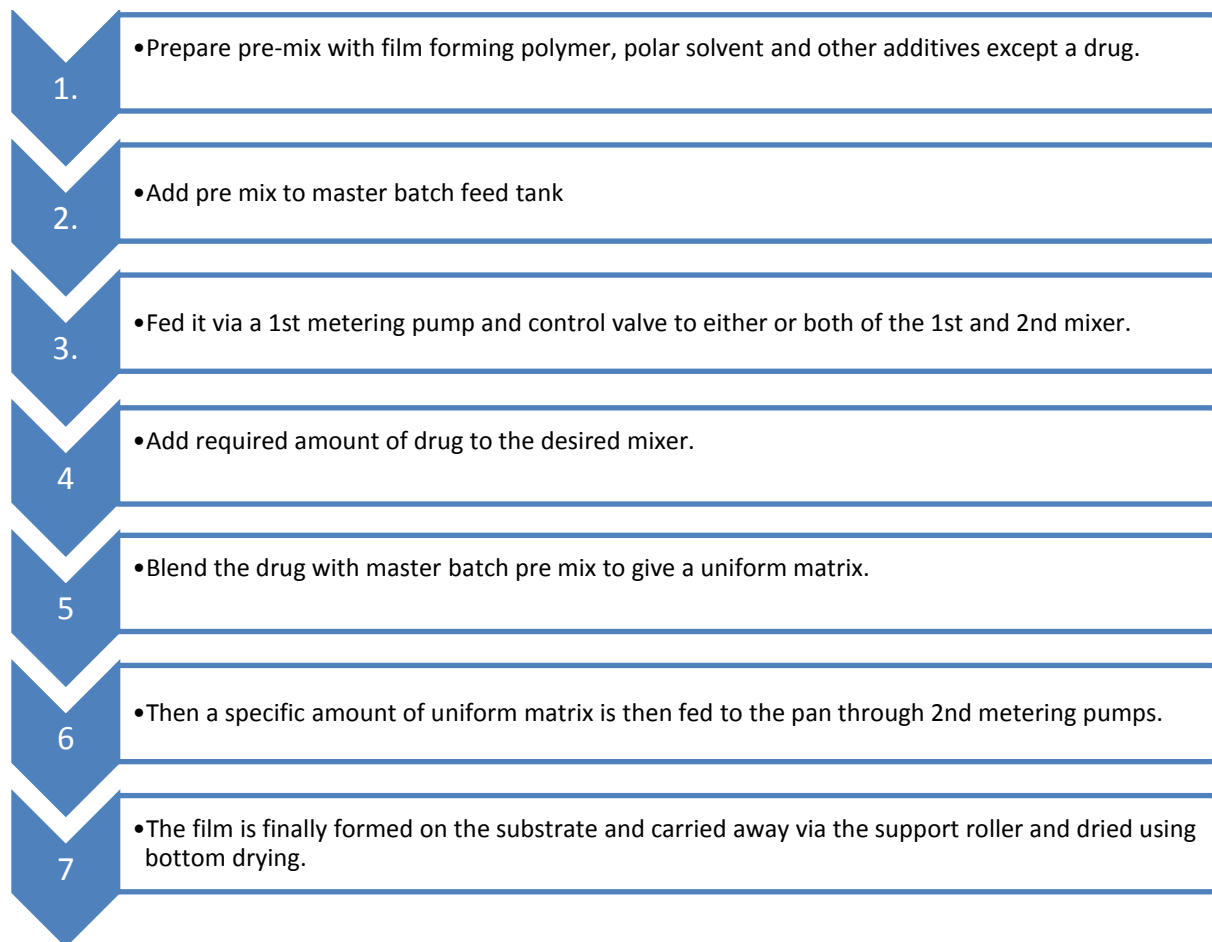 1.
•Prepare pre-mix with film forming polymer, polar solvent and other additives except a drug.
2.
•Add pre mix to master batch feed tank
3.
•Fed it via a 1st metering pump and control valve to either or both of the 1st and 2nd mixer.
4
•Add required amount of drug to the desired mixer.
5
•Blend the drug with master batch pre mix to give a uniform matrix.
6
•Then a specific amount of uniform matrix is then fed to the pan through 2nd metering pumps.
7
•The film is finally formed on the substrate and carried away via the support roller and dried using
bottom drying.